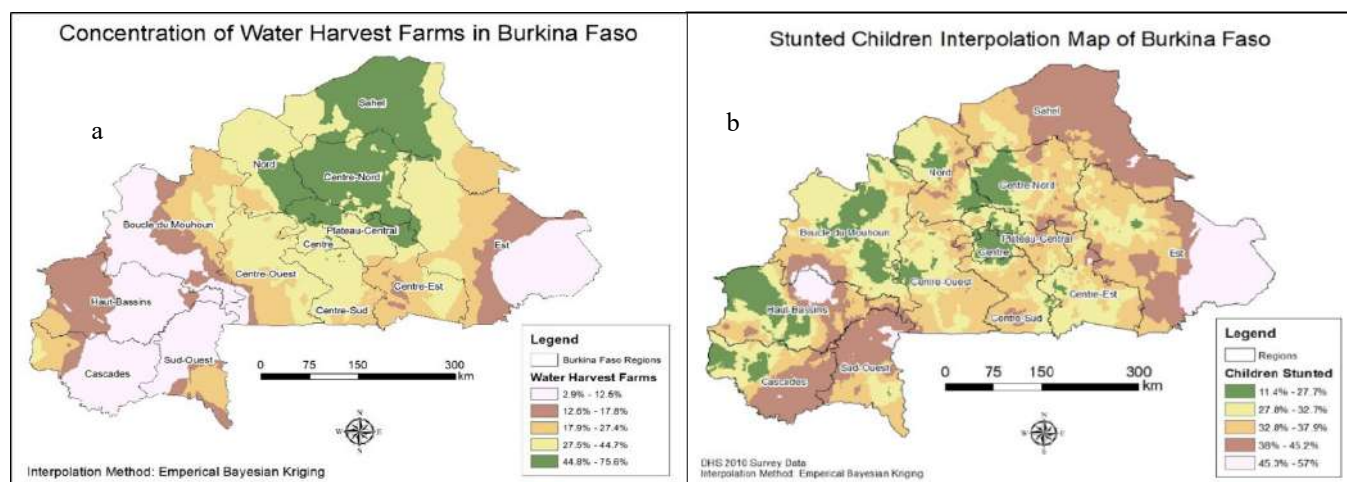 Concentration of Water Harvest Farms in Burkina Faso
a
Sahel
Nord
Centre-Nord
Boucle du Mouhoun
Plateau-Central
Centre
Est
Centre-Ouest
Centre-Est
Haut-Bassins
Centre-Sud
Sud-Ouest
Cascades
0 75 150 300
km
N
W E
S
Legend
Burkina Faso Regions
Water Harvest Farms
2.9% - 12.5%
12.6% - 17.8%
17.9% - 27.4%
27.5% - 44.7%
44.8% - 75.6%
Interpolation Method: Emperical Bayesian Kriging
Stunted Children Interpolation Map of Burkina Faso
b
Sahel
Nord
Centre-Nord
Boucle du Mouhoun
Plateau-Central
Centre
Est
Centre-Ouest
Centre-Est
Haut-Bassins
Centre-Sud
Sud-Ouest
Cascades
0 75 150 300
km
N
W E
S
Legend
Regions
Children Stunted
11.4% - 27.7%
27.8% - 32.7%
32.8% - 37.9%
38% - 45.2%
45.3% - 57%
DHS 2010 Survey Data
Interpolation Method: Emperical Bayesian Kriging